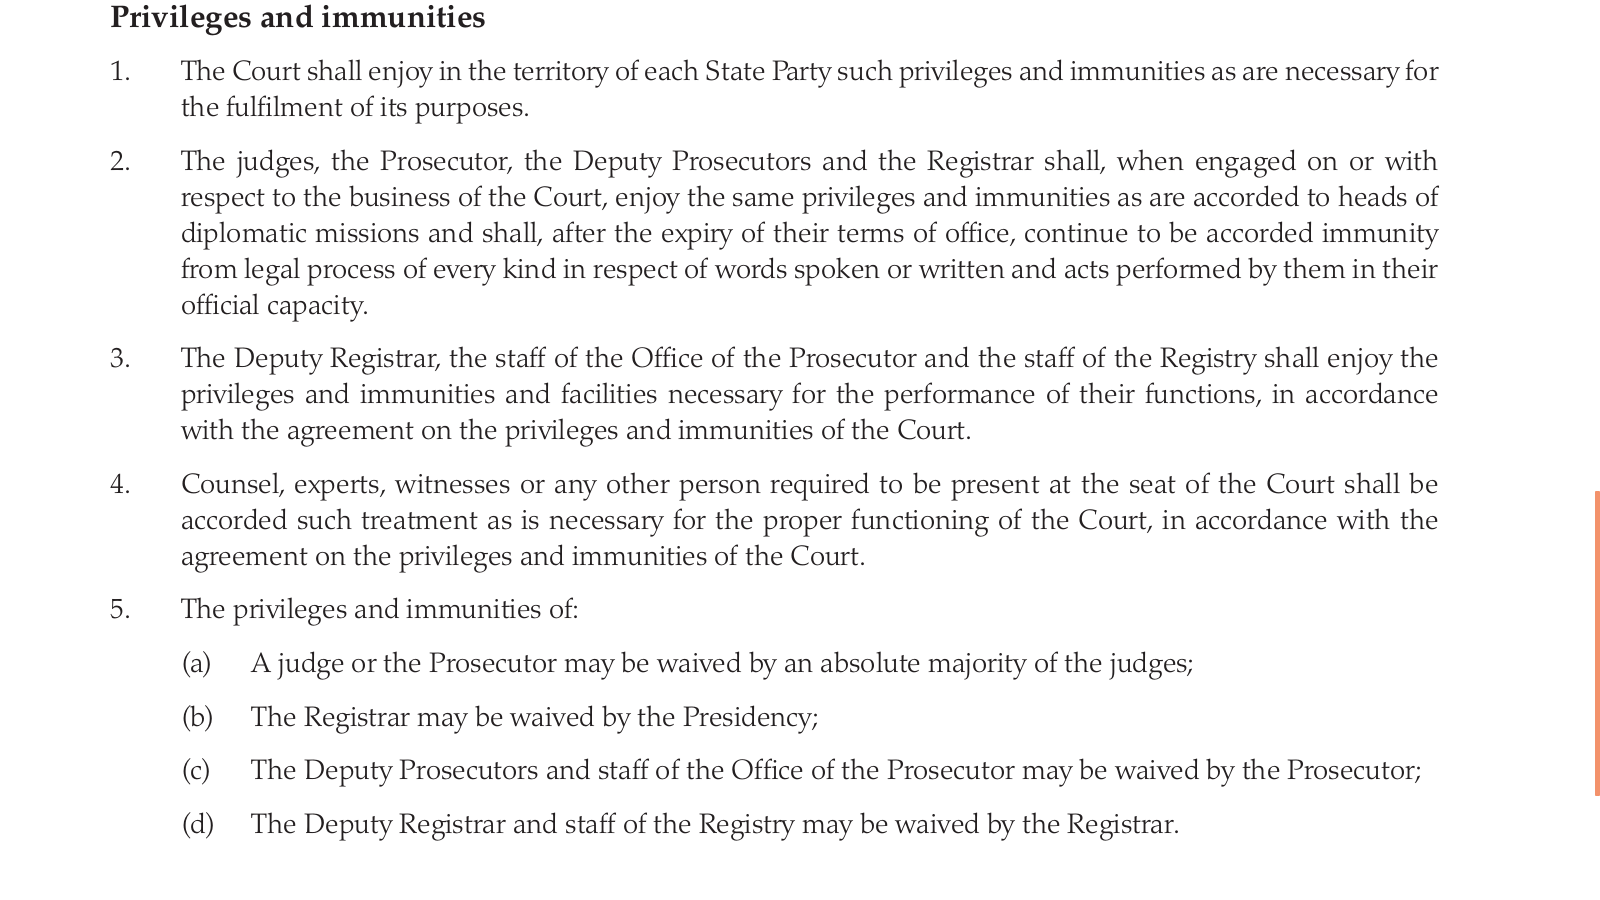 Privileges and immunities
1. The Court shall enjoy in the territory of each State Party such privileges and immunities as are necessary for
the fulfilment of its purposes.
2. The judges, the Prosecutor, the Deputy Prosecutors and the Registrar shall, when engaged on or with
respect to the business of the Court, enjoy the same privileges and immunities as are accorded to heads of
diplomatic missions and shall, after the expiry of their terms of office, continue to be accorded immunity
from legal process of every kind in respect of words spoken or written and acts performed by them in their
official capacity.
3. The Deputy Registrar, the staff of the Office of the Prosecutor and the staff of the Registry shall enjoy the
privileges and immunities and facilities necessary for the performance of their functions, in accordance
with the agreement on the privileges and immunities of the Court.
4. Counsel, experts, witnesses or any other person required to be present at the seat of the Court shall be
accorded such treatment as is necessary for the proper functioning of the Court, in accordance with the
agreement on the privileges and immunities of the Court.
5. The privileges and immunities of:
(a) A judge or the Prosecutor may be waived by an absolute majority of the judges;
(b) The Registrar may be waived by the Presidency;
(c) The Deputy Prosecutors and staff of the Office of the Prosecutor may be waived by the Prosecutor;
(d) The Deputy Registrar and staff of the Registry may be waived by the Registrar.